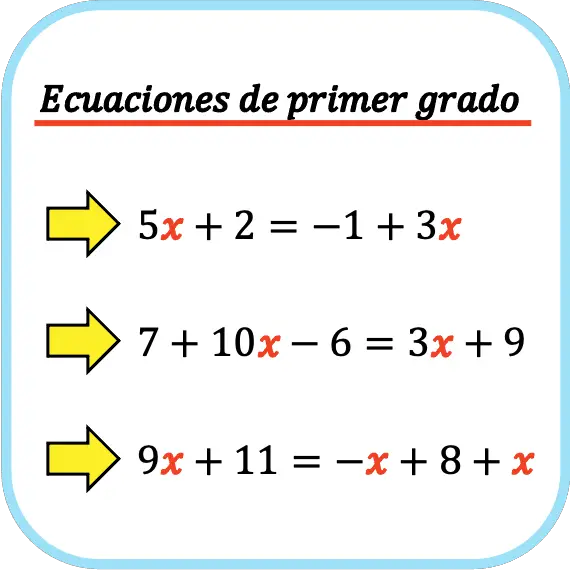 Ecuaciones de primer grado
5x + 2 = −1 + 3x
7 + 10x − 6 = 3x + 9
9x + 11 = −x + 8 + x